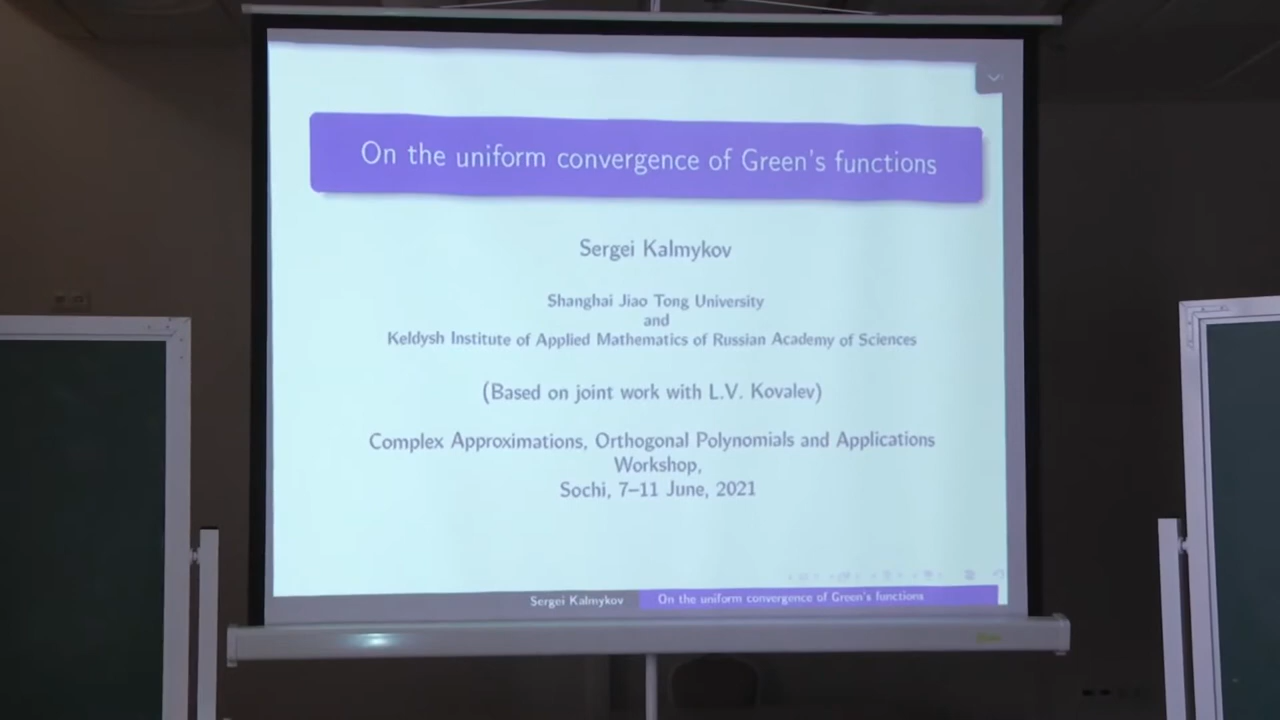 On the uniform convergence of Green's functions
Sergei Kalmykov
Shanghai Jiao Tong University
and
Keldysh Institute of Applied Mathematics of Russian Academy of Sciences
(Based on joint work with L.V. Kovalev)
Complex Approximations, Orthogonal Polynomials and Applications
Workshop,
Sochi, 7–11 June, 2021
Sergei Kalmykov
On the uniform convergence of Green's functions